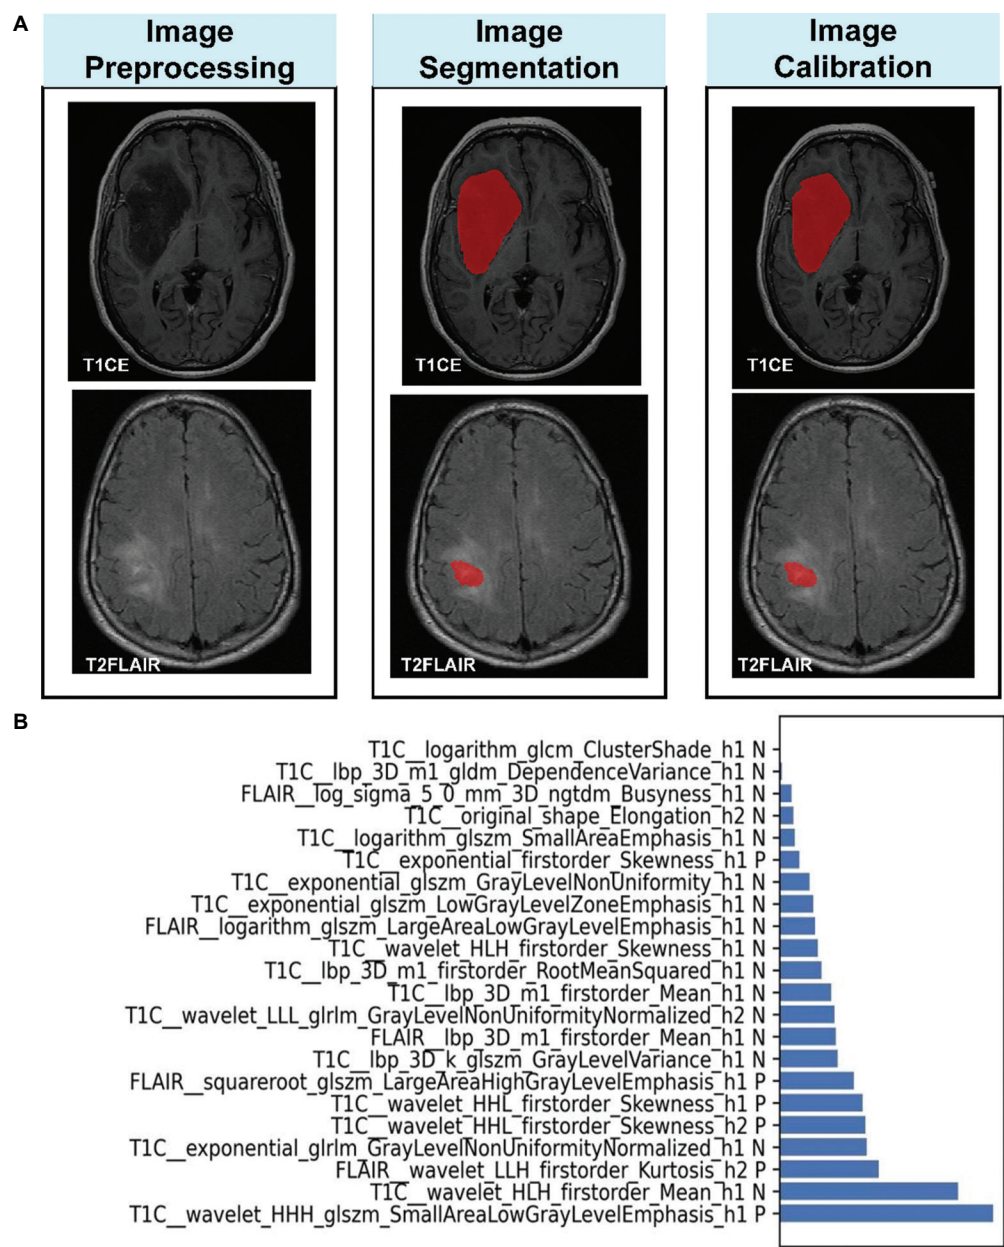 A
Image
Preprocessing
Image
Segmentation
Image
Calibration
T1CE
T1CE
T1CE
T2FLAIR
T2FLAIR
T2FLAIR
B
T1C__logarithm_glcm_ClusterShade_h1 N
T1C__lbp_3D_m1_gldm_DependenceVariance_h1 N
FLAIR__log_sigma_5_0_mm_3D_ngtdm_Busyness_h1 N
T1C__original_shape_Elongation_h2 N
T1C__logarithm_glszm_SmallAreaEmphasis_h1 N
T1C__exponential_firstorder_Skewness_h1 P
T1C__exponential_glszm_GrayLevelNonUniformity_h1 N
T1C__exponential_glszm_LowGrayLevelZoneEmphasis_h1 N
FLAIR__logarithm_glszm_LargeAreaLowGrayLevelEmphasis_h1 N
T1C__wavelet_HLH_firstorder_Skewness_h1 N
T1C__lbp_3D_m1_firstorder_RootMeanSquared_h1 N
T1C__lbp_3D_m1_firstorder_Mean_h1 N
T1C__wavelet_LLL_glrlm_GrayLevelNonUniformityNormalized_h2 N
FLAIR__lbp_3D_m1_firstorder_Mean_h1 N
T1C__lbp_3D_k_glszm_GrayLevelVariance_h1 N
FLAIR__squareroot_glszm_LargeAreaHighGrayLevelEmphasis_h1 P
T1C__wavelet_HHL_firstorder_Skewness_h1 P
T1C__wavelet_HHL_firstorder_Skewness_h2 P
T1C__exponential_glrlm_GrayLevelNonUniformityNormalized_h1 N
FLAIR__wavelet_LLH_firstorder_Kurtosis_h2 P
T1C__wavelet_HLH_firstorder_Mean_h1 N
T1C__wavelet_HHH_glszm_SmallAreaLowGrayLevelEmphasis_h1 P